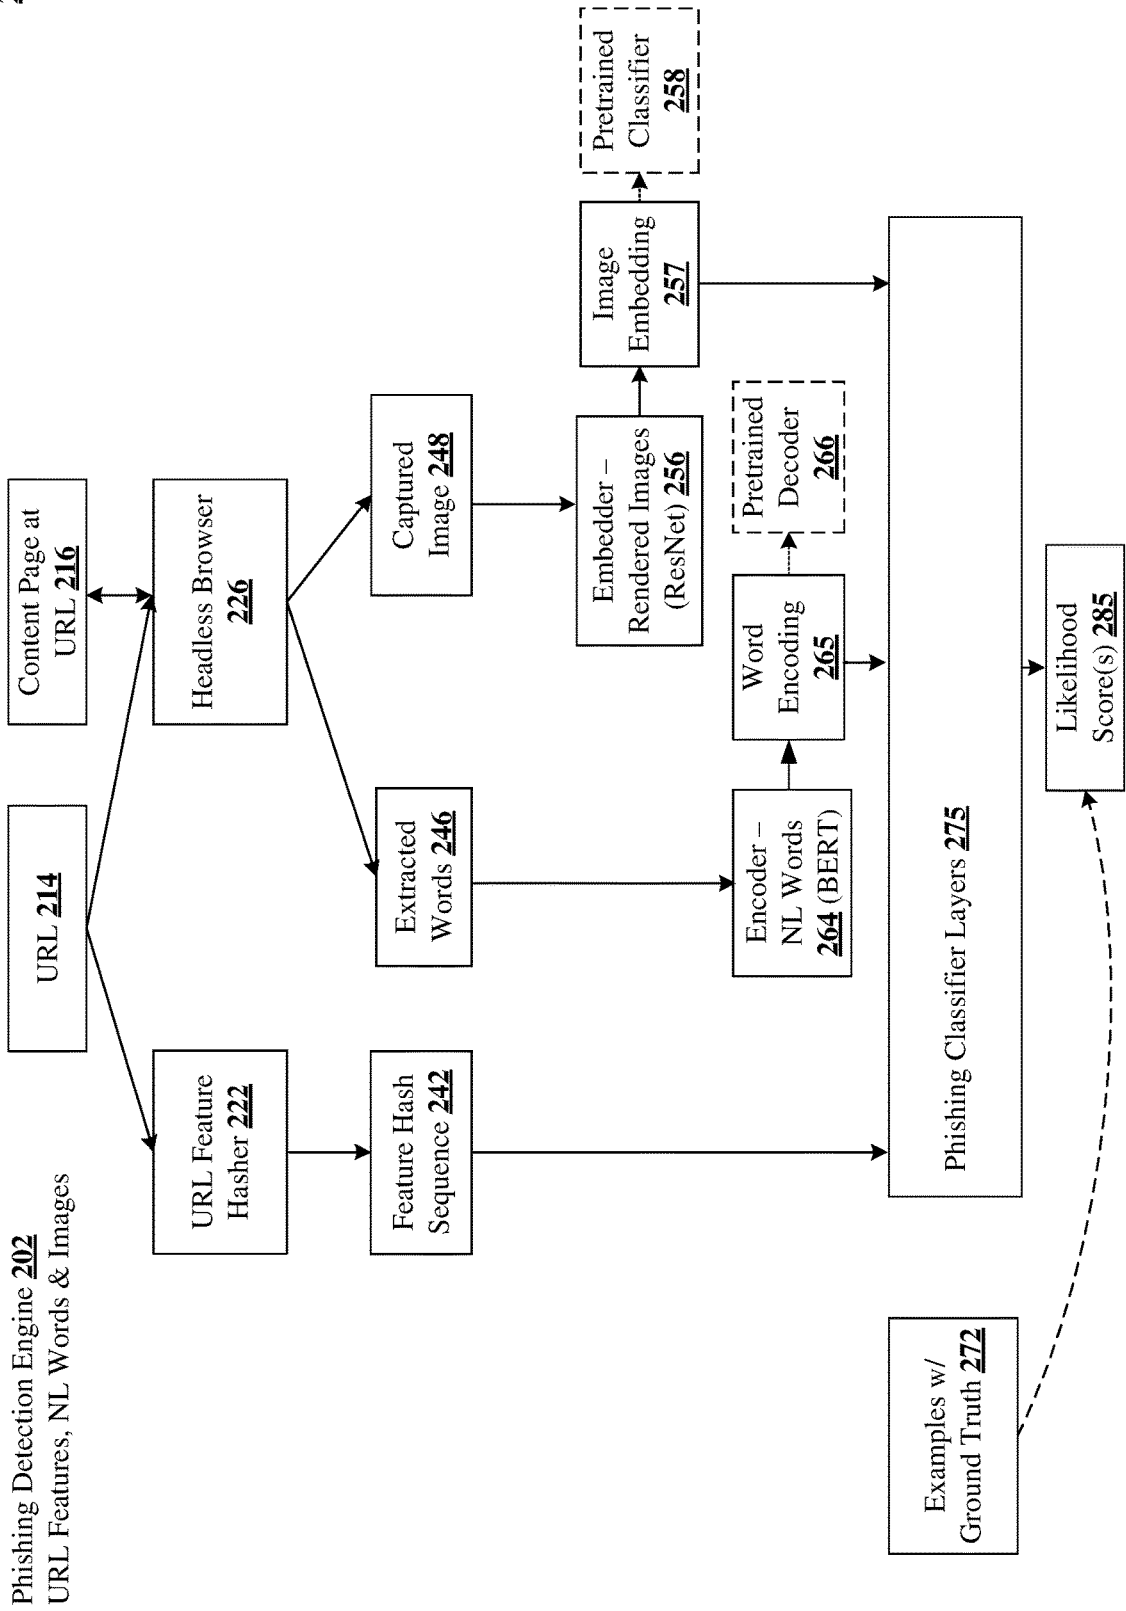 Phishing Detection Engine 202
URL Features, NL Words & Images
URL 214
Content Page at
URL 216
URL Feature
Hasher 222
Headless Browser
226
Feature Hash
Sequence 242
Extracted
Words 246
Captured
Image 248
Embedder –
Rendered Images
(ResNet) 256
Image
Embedding
257
Pretrained
Classifier
258
Encoder –
NL Words
264 (BERT)
Word
Encoding
265
Pretrained
Decoder
266
Examples w/
Ground Truth 272
Phishing Classifier Layers 275
Likelihood
Score(s) 285